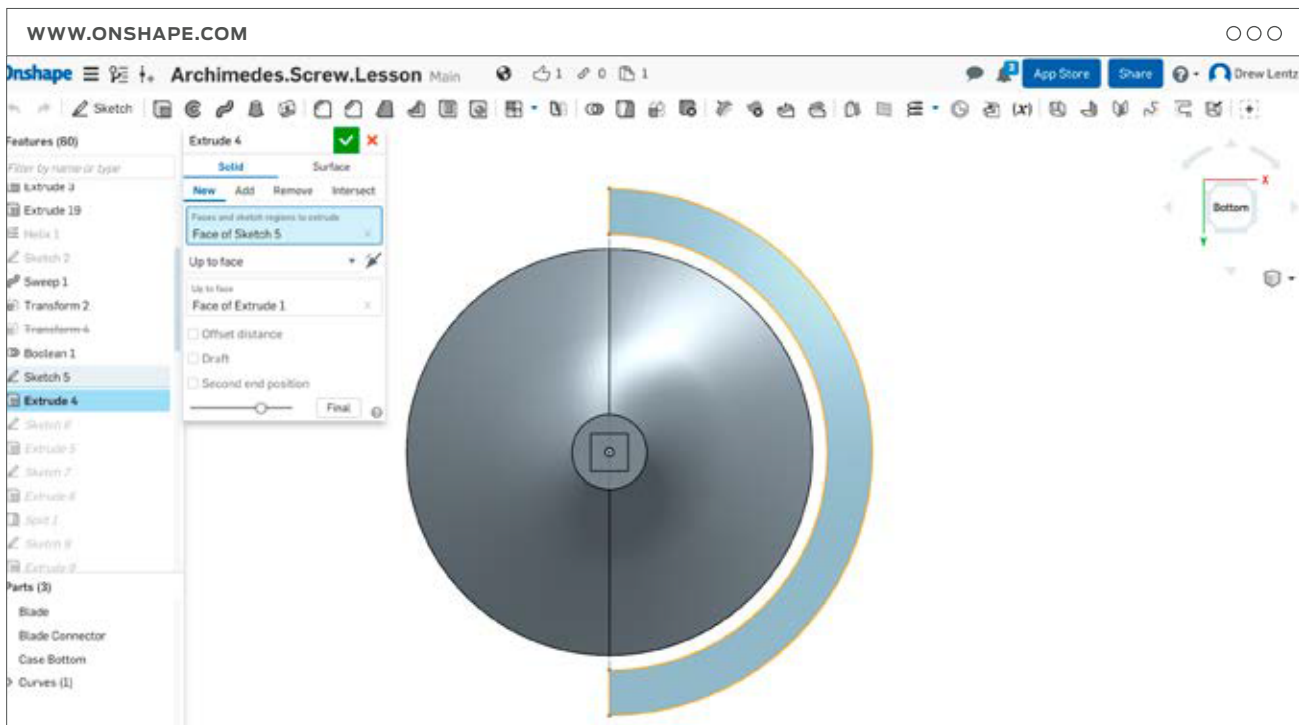 WWW.ONSHAPE.COM
Onshape Archimedes.Screw.Lesson Main 1 0 1 3 App Store Share Drew Lentz
Sketch (x)
Features (60)
Filter by name or type
Extrude 3
Extrude 19
Helix 1
Sketch 2
Sweep 1
Transform 2
Transform 4
Boolean 1
Sketch 5
Extrude 4
Sketch 6
Extrude 5
Sketch 7
Extrude 6
Split 1
Extrude 4
Solid Surface
New Add Remove Intersect
Faces and sketch regions to extrude
Face of Sketch 5
Up to face
Up to face
Face of Extrude 1
Offset distance
Draft
Second end position
Final
Parts (3)
Blade
Blade Connector
Case Bottom
Curves (1)
X
Bottom
Y